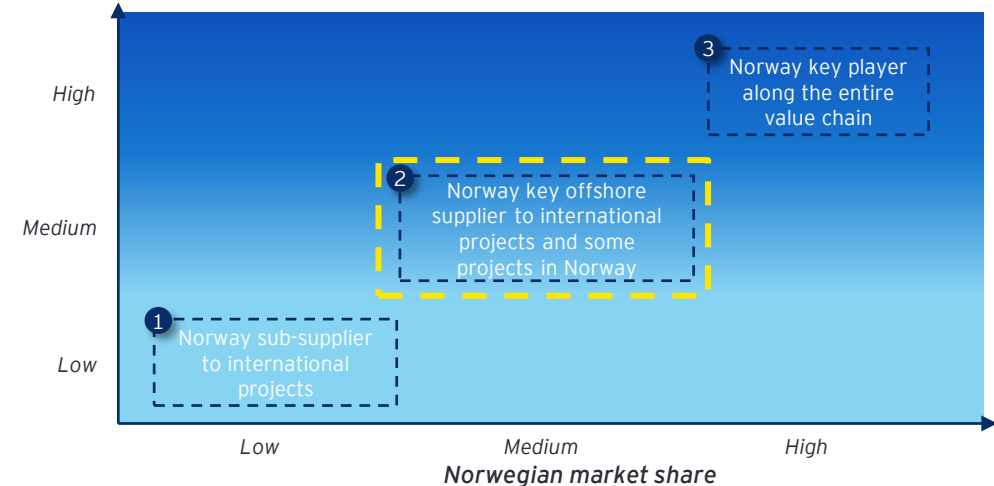 High
3
Norway key player
along the entire
value chain
Medium
2
Norway key offshore
supplier to international
projects and some
projects in Norway
Low
1
Norway sub-supplier
to international
projects
Low
Medium
High
Norwegian market share